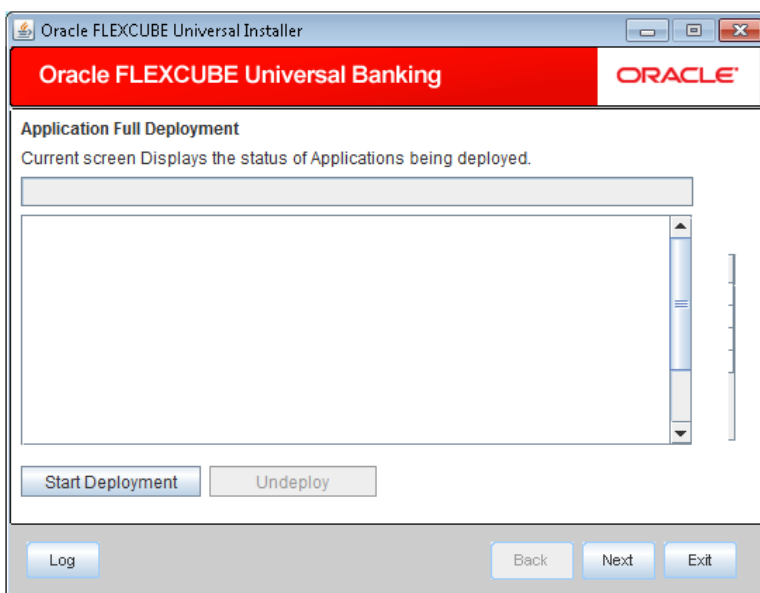 Oracle FLEXCUBE Universal Installer
Oracle FLEXCUBE Universal Banking
ORACLE
Application Full Deployment
Current screen Displays the status of Applications being deployed.
Start Deployment Undeploy
Log Back Next Exit